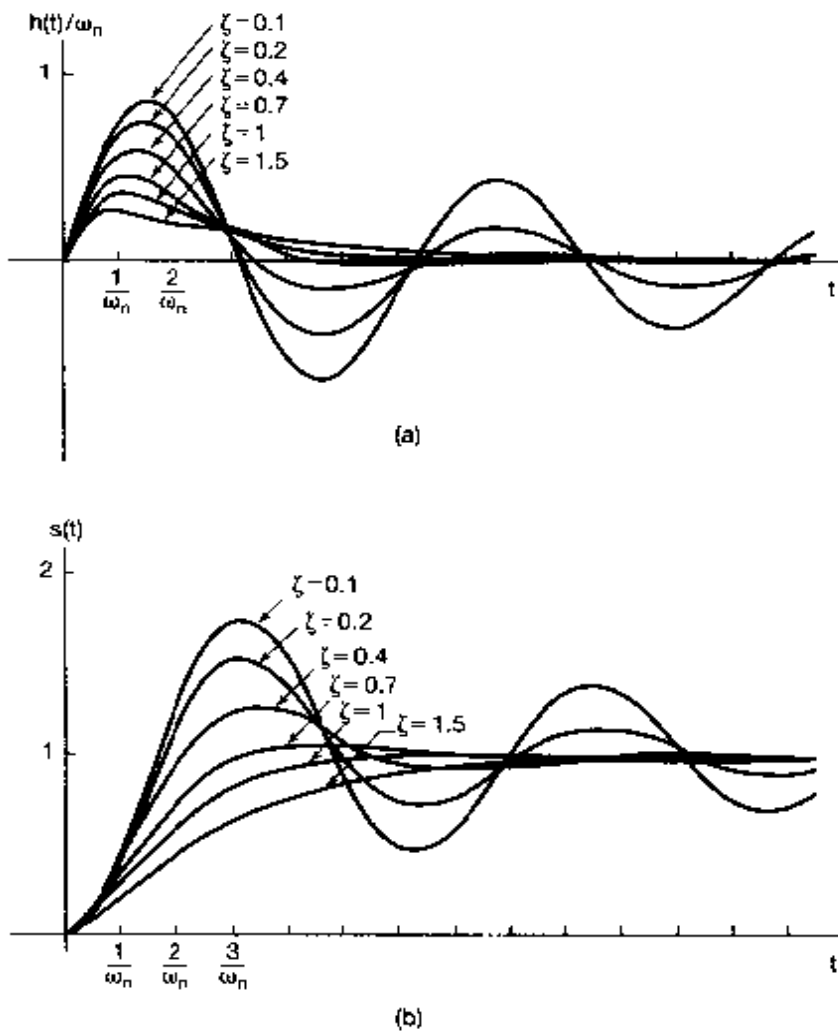 h(t)/ωn
ζ=0.1
ζ=0.2
1
ζ=0.4
ζ=0.7
ζ=1
ζ=1.5
1/ωn
2/ωn
t
(a)
s(t)
2
ζ=0.1
ζ=0.2
ζ=0.4
ζ=0.7
ζ=1
ζ=1.5
1
1/ωn
2/ωn
3/ωn
t
(b)